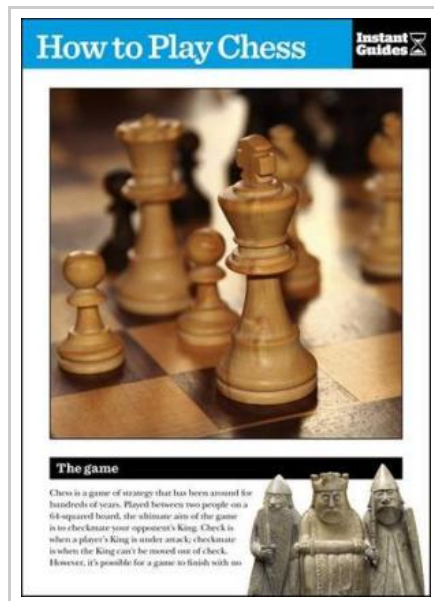 How to Play Chess
Instant
Guides
The game
Chess is a game of strategy that has been around for
hundreds of years. Played between two people on a
64-squared board, the ultimate aim of the game
is to checkmate your opponent's King. Check is
when a player's King is under attack; checkmate
is when the King can't be moved out of check.
However, it's possible for a game to finish with no